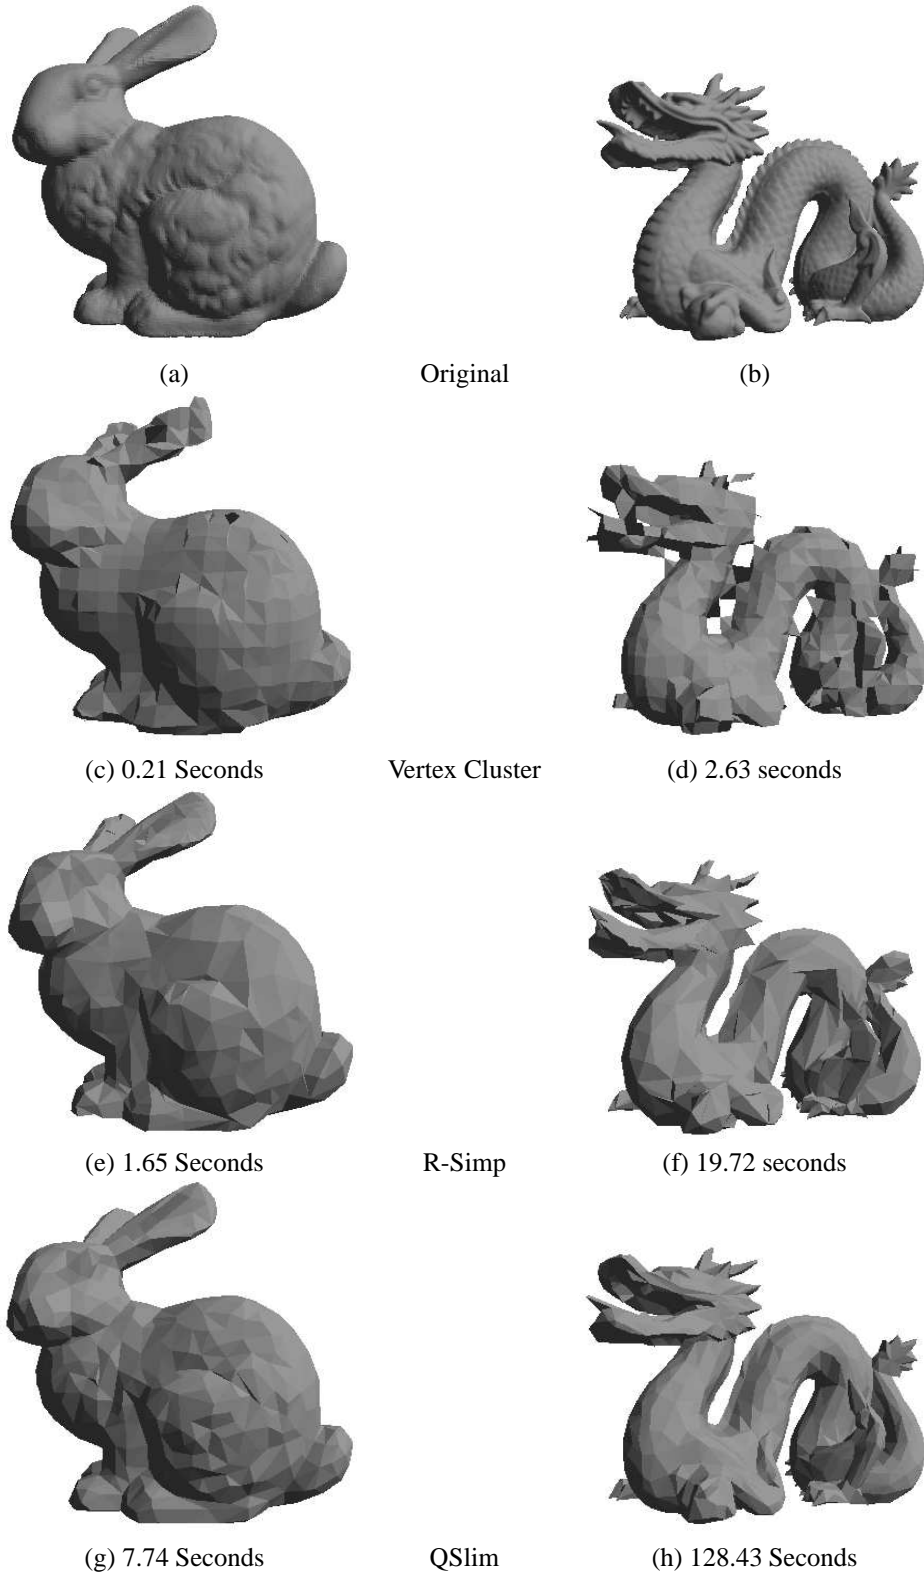 (a) Original (b)
(c) 0.21 Seconds Vertex Cluster (d) 2.63 seconds
(e) 1.65 Seconds R-Simp (f) 19.72 seconds
(g) 7.74 Seconds QSlim (h) 128.43 Seconds